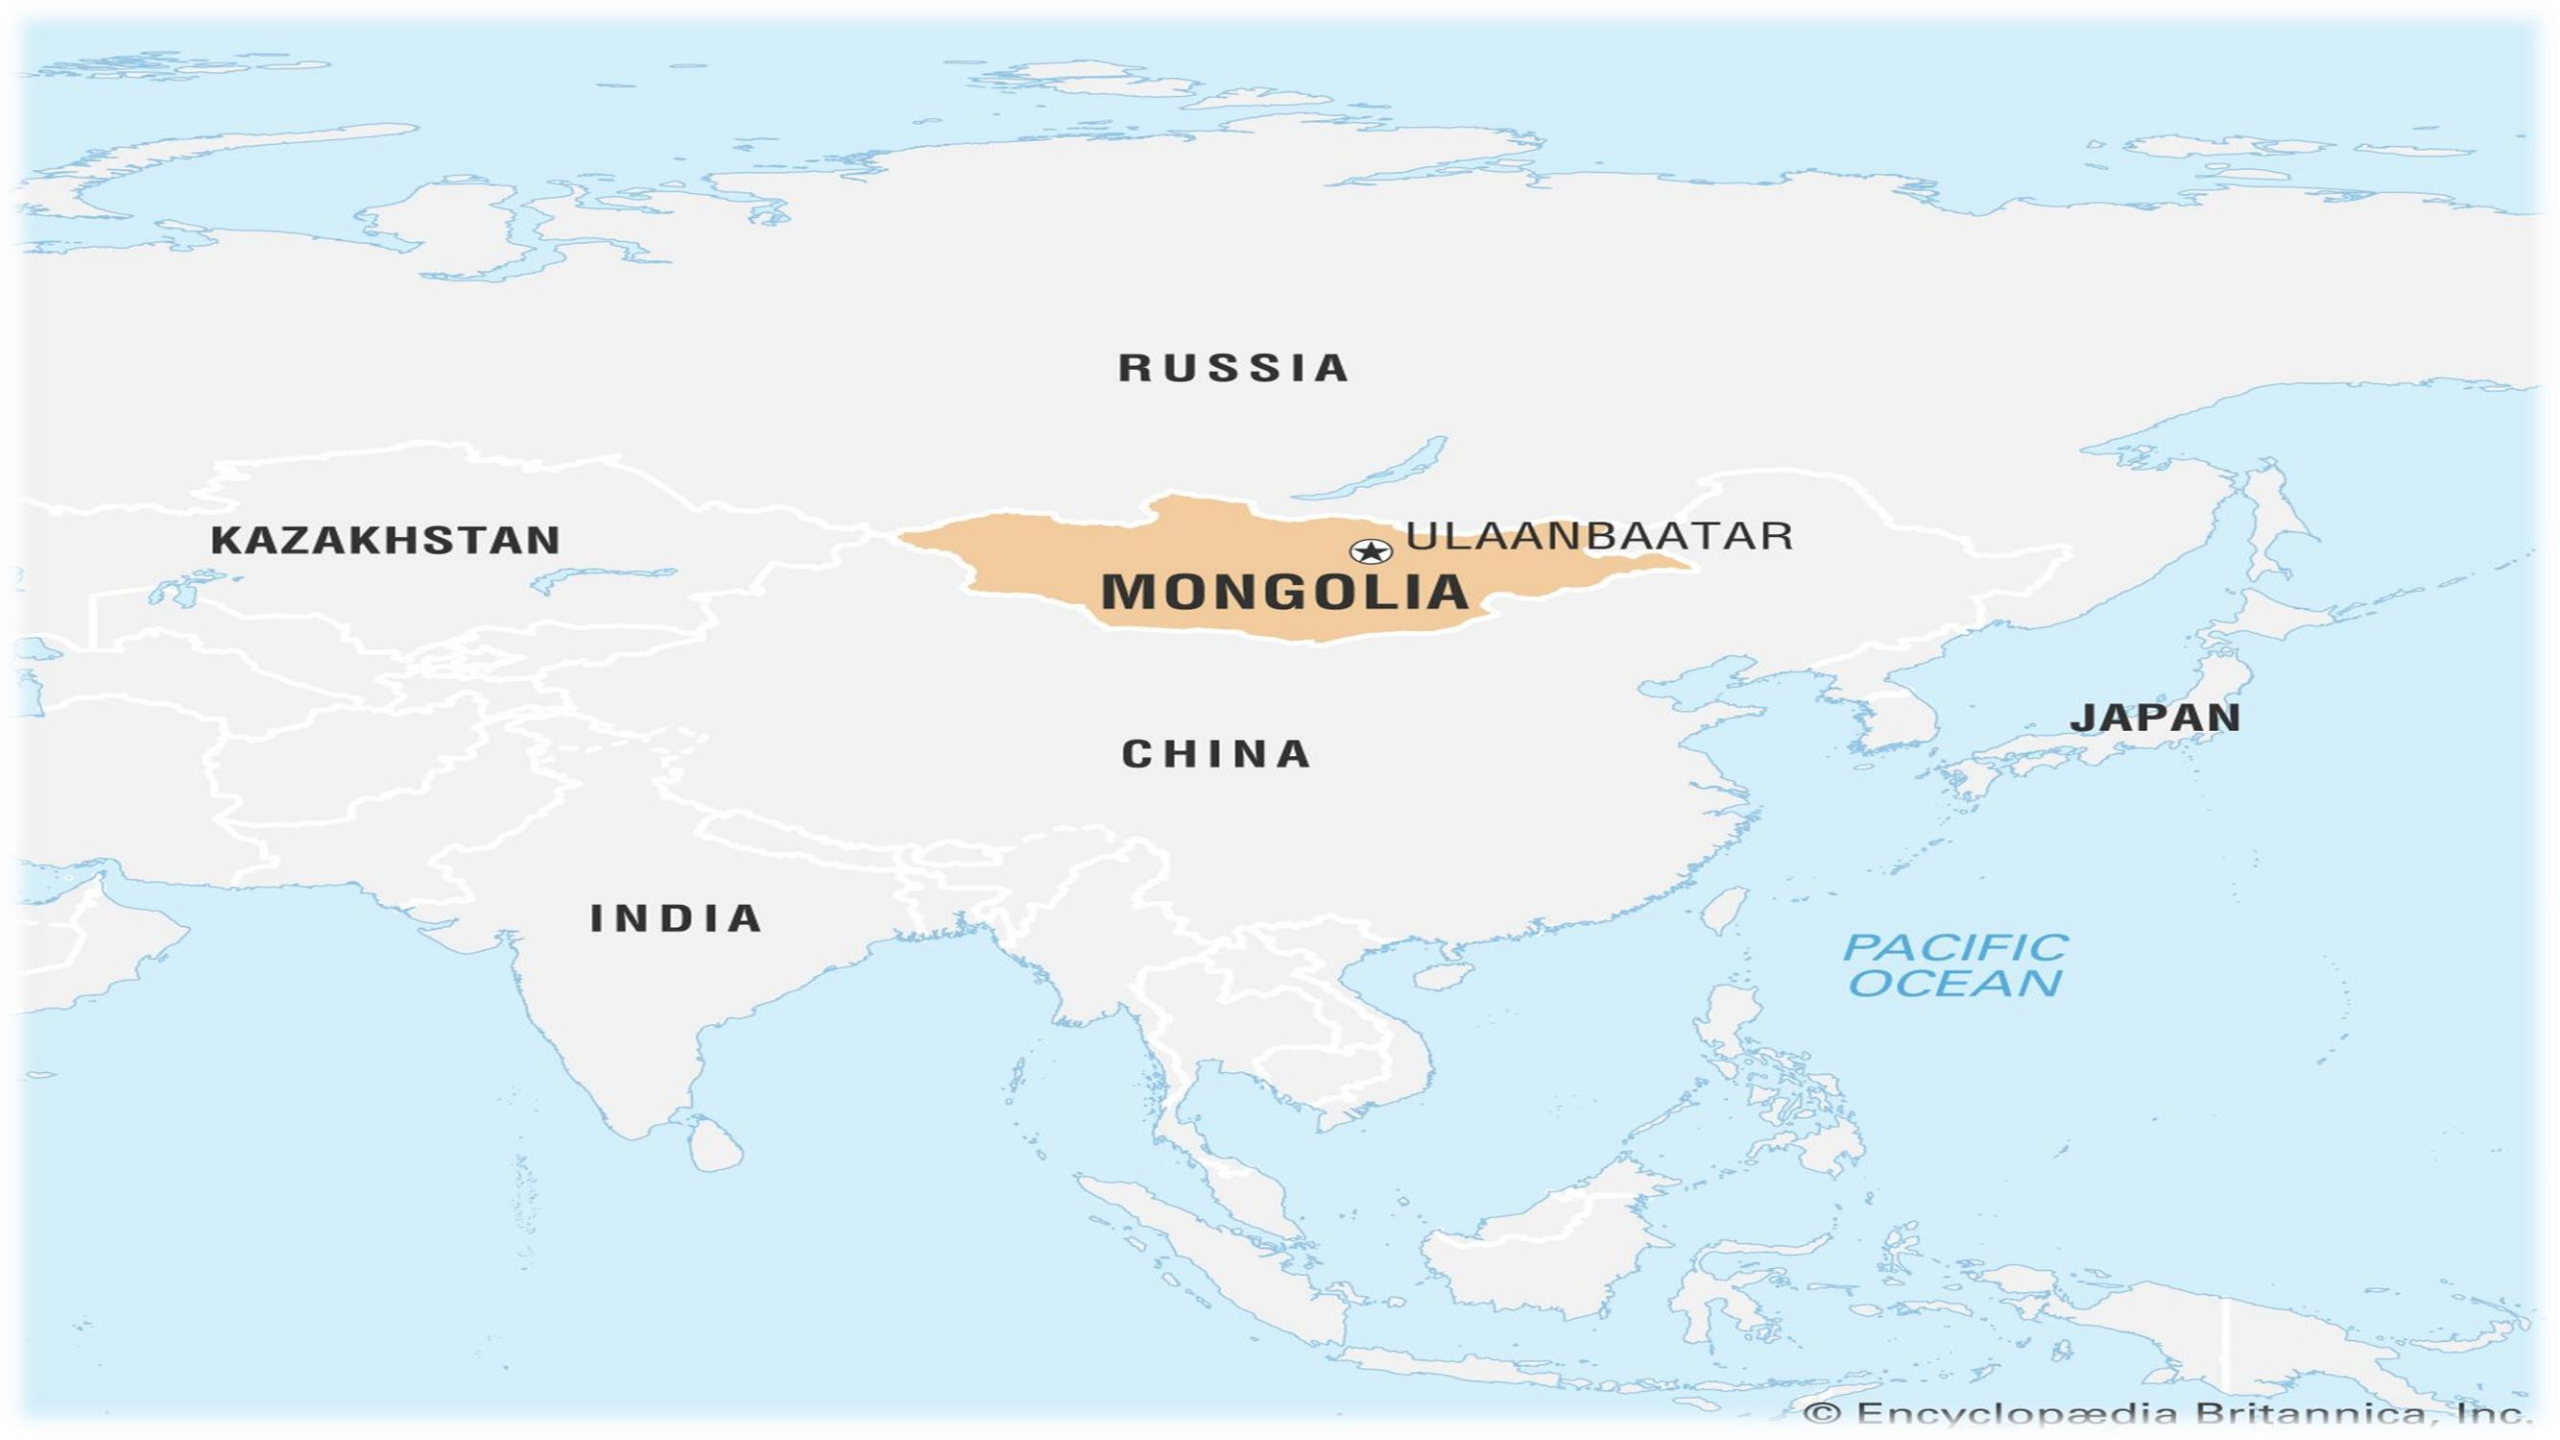 RUSSIA
KAZAKHSTAN
ULAANBAATAR
MONGOLIA
JAPAN
CHINA
INDIA
PACIFIC
OCEAN
© Encyclopædia Britannica, Inc.